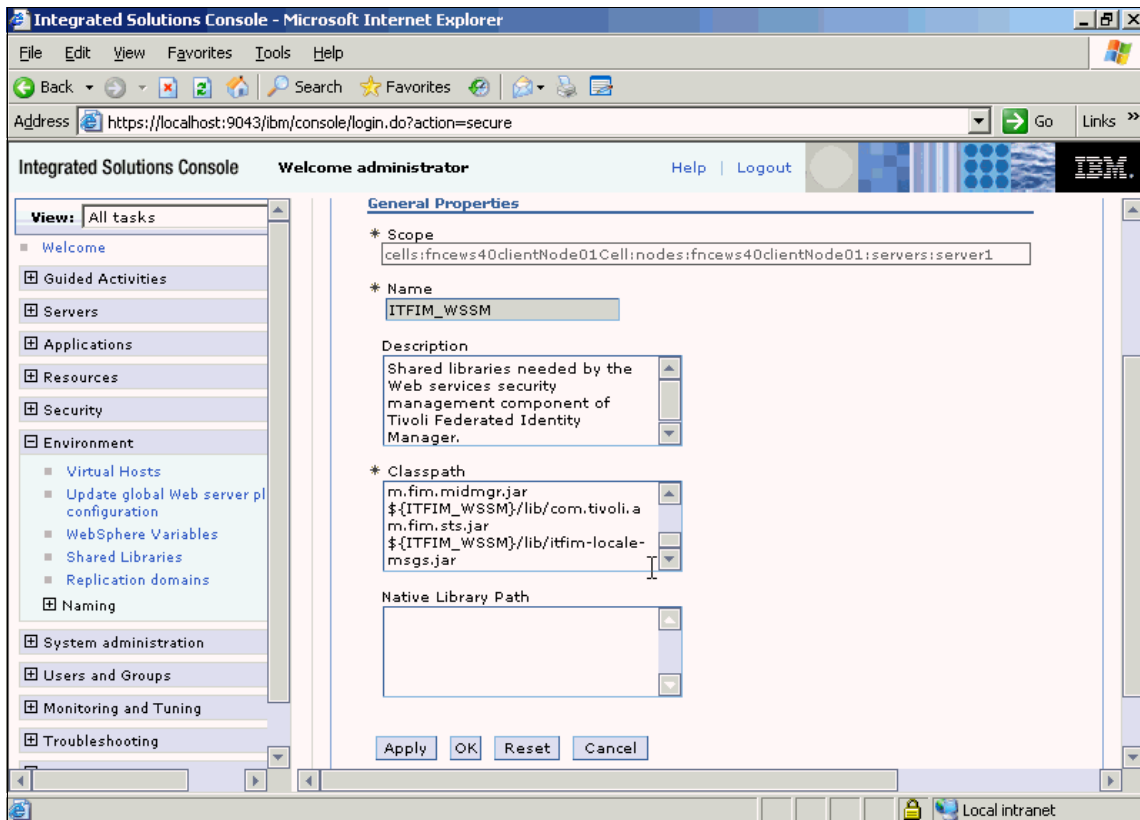 Integrated Solutions Console - Microsoft Internet Explorer
File Edit View Favorites Tools Help
Back Search Favorites
Address https://localhost:9043/ibm/console/login.do?action=secure Go Links »
Integrated Solutions Console Welcome administrator Help | Logout IBM.
View: All tasks
Welcome
Guided Activities
Servers
Applications
Resources
Security
Environment
Virtual Hosts
Update global Web server pl
configuration
WebSphere Variables
Shared Libraries
Replication domains
Naming
System administration
Users and Groups
Monitoring and Tuning
Troubleshooting
General Properties
* Scope
cells:fncews40clientNode01Cell:nodes:fncews40clientNode01:servers:server1
* Name
ITFIM_WSSM
Description
Shared libraries needed by the
Web services security
management component of
Tivoli Federated Identity
Manager.
* Classpath
m.fim.midmgr.jar
${ITFIM_WSSM}/lib/com.tivoli.a
m.fim.sts.jar
${ITFIM_WSSM}/lib/itfim-locale-
msgs.jar
Native Library Path
Apply OK Reset Cancel
Local intranet